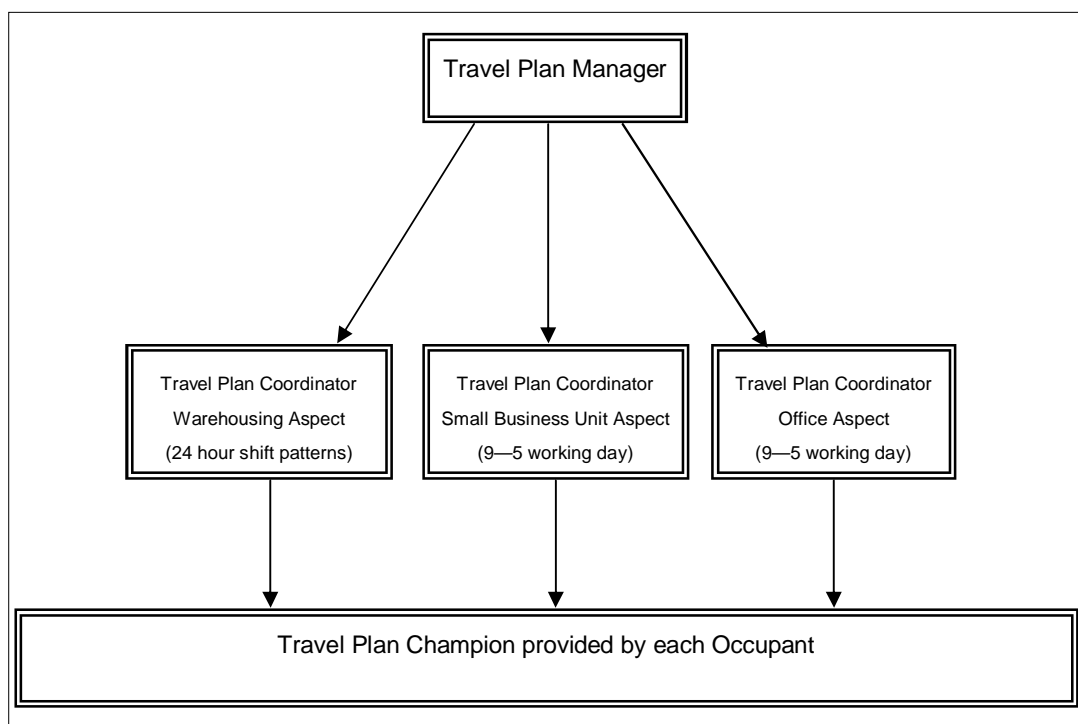 Travel Plan Manager
Travel Plan Coordinator
Warehousing Aspect
(24 hour shift patterns)
Travel Plan Coordinator
Small Business Unit Aspect
(9—5 working day)
Travel Plan Coordinator
Office Aspect
(9—5 working day)
Travel Plan Champion provided by each Occupant